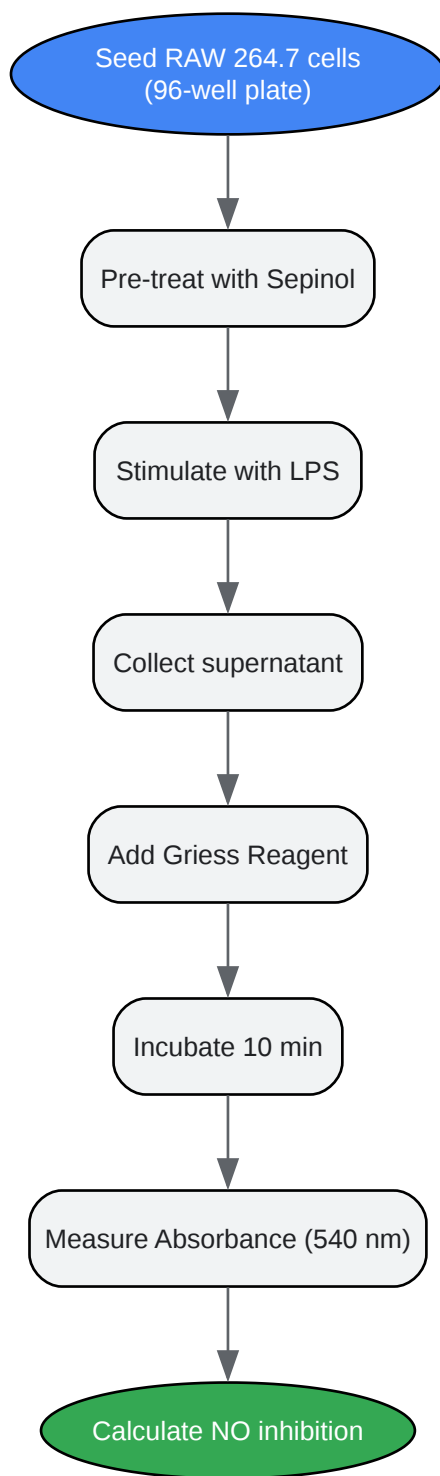 Seed RAW 264.7 cells
(96-well plate)
Pre-treat with Sepinol
Stimulate with LPS
Collect supernatant
Add Griess Reagent
Incubate 10 min
Measure Absorbance (540 nm)
Calculate NO inhibition